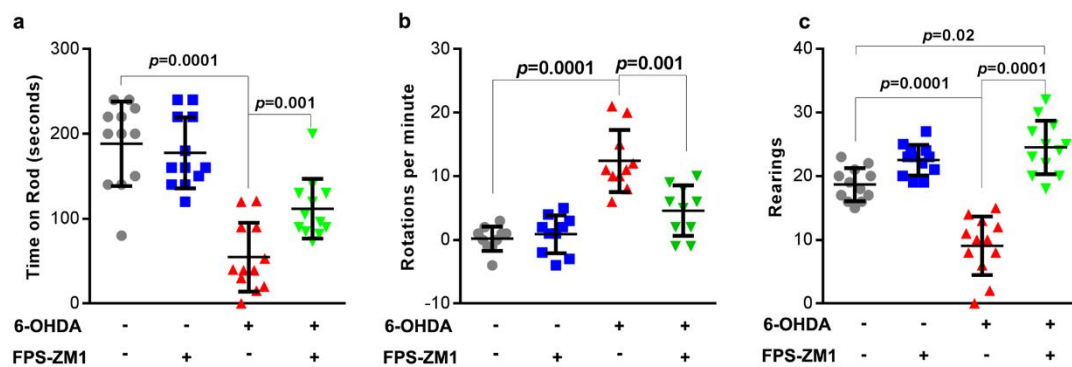 a
Time on Rod (seconds)
300
200
100
0
p=0.0001
p=0.001
6-OHDA - - + +
FPS-ZM1 - + - +
b
Rotations per minute
30
20
10
0
-10
p=0.0001
p=0.001
6-OHDA - - + +
FPS-ZM1 - + - +
c
Rearings
40
30
20
10
0
p=0.02
p=0.0001
p=0.0001
6-OHDA - - + +
FPS-ZM1 - + - +